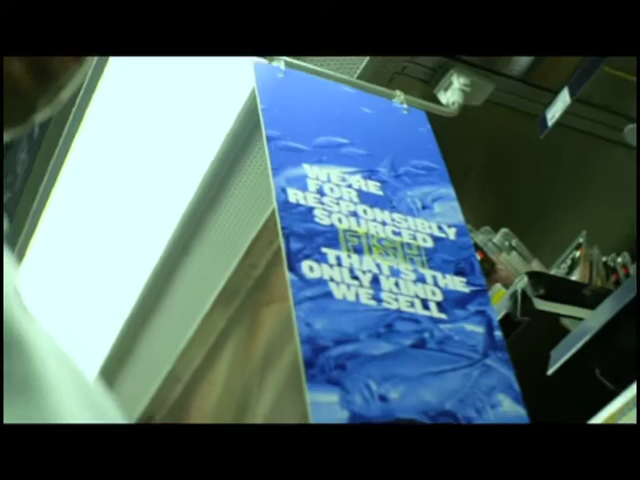 WE'RE
FOR
RESPONSIBLY
SOURCED
FISH
THAT'S THE
ONLY KIND
WE SELL